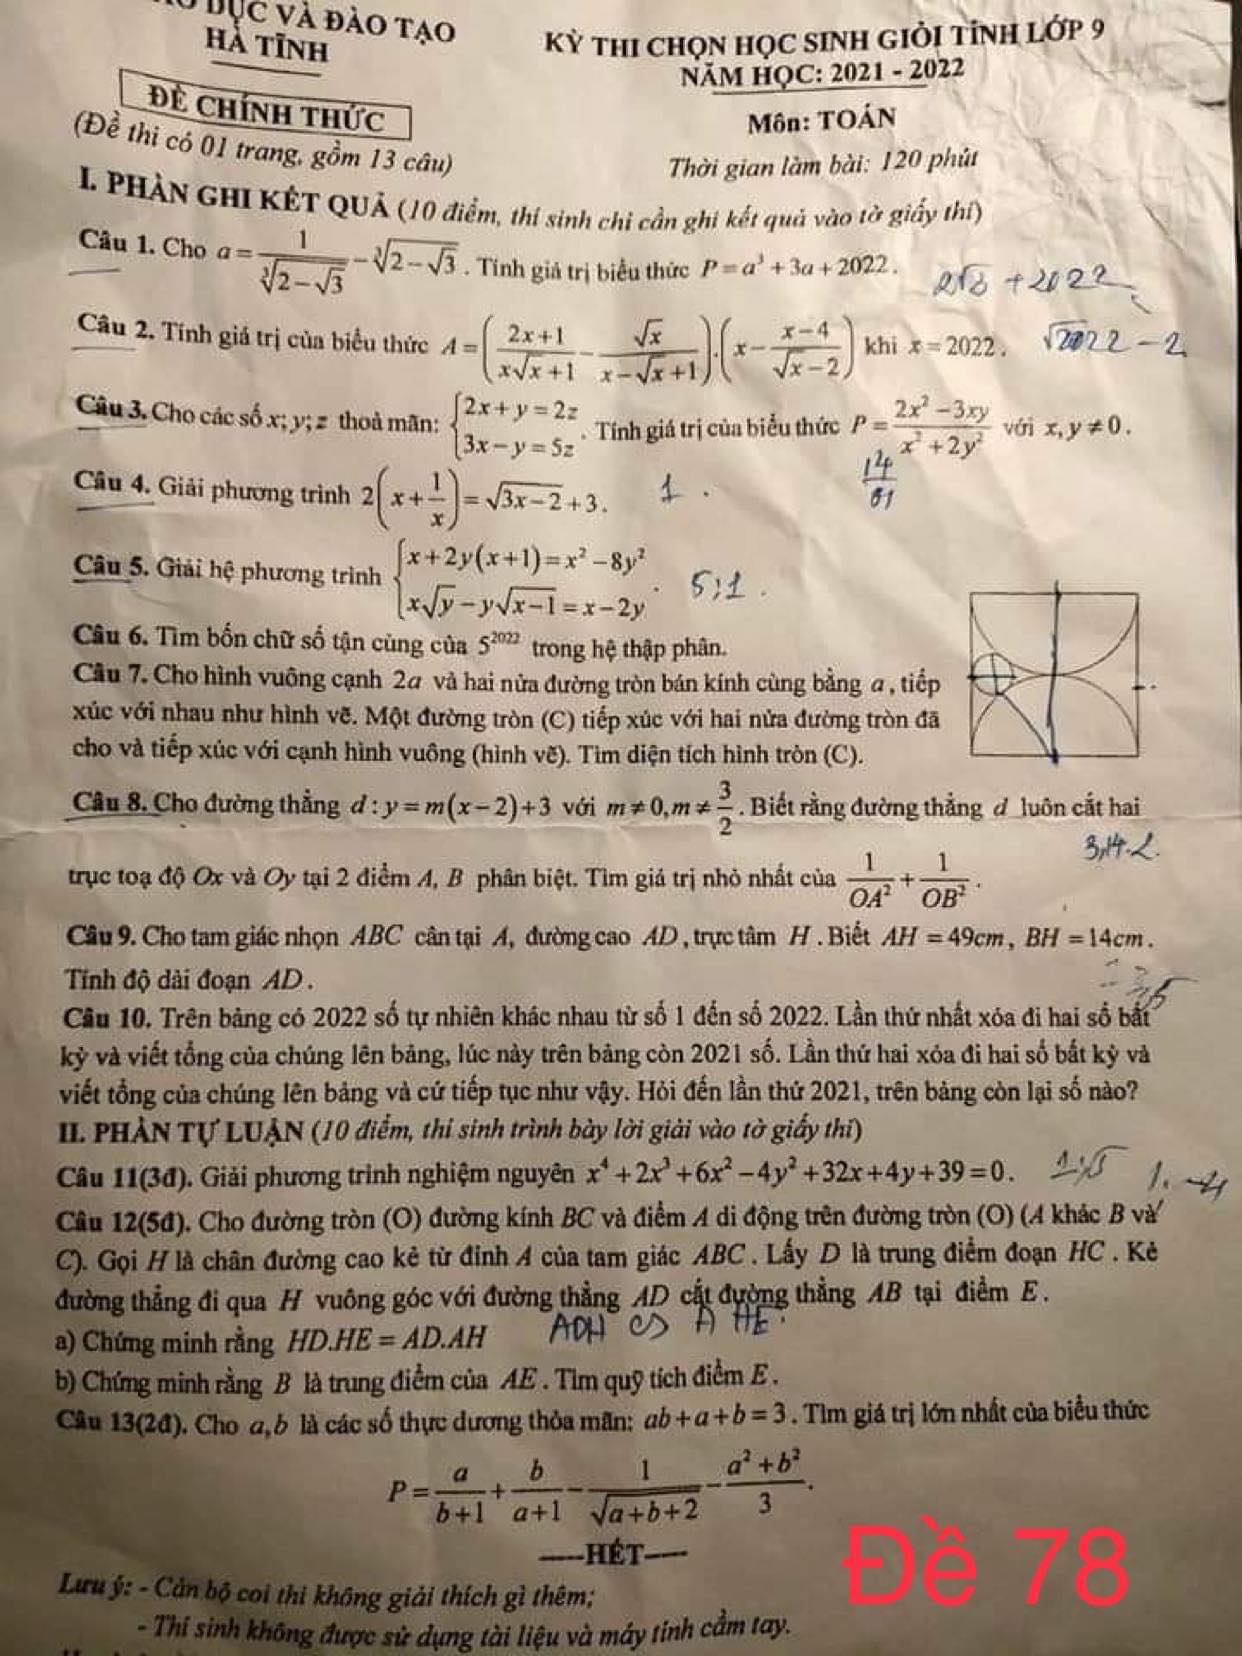 DỤC VÀ ĐÀO TẠO
HÀ TĨNH
KỲ THI CHỌN HỌC SINH GIỎI TỈNH LỚP 9
NĂM HỌC: 2021 - 2022
ĐỀ CHÍNH THỨC
Môn: TOÁN
(Đề thi có 01 trang, gồm 13 câu)
Thời gian làm bài: 120 phút
I. PHẦN GHI KẾT QUẢ (10 điểm, thí sinh chỉ cần ghi kết quả vào tờ giấy thi)
Câu 1. Cho a = 1/∛(2−√3) − ∛(2−√3). Tính giá trị biểu thức P = a³ + 3a + 2022. 2√3 + 2022
Câu 2. Tính giá trị của biểu thức A = ((2x+1)/(x√x+1) − √x/(x−√x+1)).(x − (x−4)/(√x−2)) khi x = 2022. √2022 − 2
Câu 3. Cho các số x; y; z thoả mãn: {2x + y = 2z; 3x − y = 5z. Tính giá trị của biểu thức P = (2x² − 3xy)/(x² + 2y²) với x, y ≠ 0.
Câu 4. Giải phương trình 2(x + 1/x) = √(3x−2) + 3. 1.
Câu 5. Giải hệ phương trình {x + 2y(x+1) = x² − 8y²; x√y − y√(x−1) = x − 2y. 5;1.
Câu 6. Tìm bốn chữ số tận cùng của 5²⁰²² trong hệ thập phân.
Câu 7. Cho hình vuông cạnh 2a và hai nửa đường tròn bán kính cùng bằng a, tiếp
xúc với nhau như hình vẽ. Một đường tròn (C) tiếp xúc với hai nửa đường tròn đã
cho và tiếp xúc với cạnh hình vuông (hình vẽ). Tìm diện tích hình tròn (C).
Câu 8. Cho đường thẳng d : y = m(x−2)+3 với m ≠ 0, m ≠ 3/2. Biết rằng đường thẳng d luôn cắt hai
trục toạ độ Ox và Oy tại 2 điểm A, B phân biệt. Tìm giá trị nhỏ nhất của 1/OA² + 1/OB².
Câu 9. Cho tam giác nhọn ABC cân tại A, đường cao AD, trực tâm H. Biết AH = 49cm, BH = 14cm.
Tính độ dài đoạn AD.
Câu 10. Trên bảng có 2022 số tự nhiên khác nhau từ số 1 đến số 2022. Lần thứ nhất xóa đi hai số bất
kỳ và viết tổng của chúng lên bảng, lúc này trên bảng còn 2021 số. Lần thứ hai xóa đi hai số bất kỳ và
viết tổng của chúng lên bảng và cứ tiếp tục như vậy. Hỏi đến lần thứ 2021, trên bảng còn lại số nào?
II. PHẦN TỰ LUẬN (10 điểm, thí sinh trình bày lời giải vào tờ giấy thi)
Câu 11(3đ). Giải phương trình nghiệm nguyên x⁴ + 2x³ + 6x² − 4y² + 32x + 4y + 39 = 0.
Câu 12(5đ). Cho đường tròn (O) đường kính BC và điểm A di động trên đường tròn (O) (A khác B và
C). Gọi H là chân đường cao kẻ từ đỉnh A của tam giác ABC. Lấy D là trung điểm đoạn HC. Kẻ
đường thẳng đi qua H vuông góc với đường thẳng AD cắt đường thẳng AB tại điểm E.
a) Chứng minh rằng HD.HE = AD.AH ADH ∽ AHE.
b) Chứng minh rằng B là trung điểm của AE. Tìm quỹ tích điểm E.
Câu 13(2đ). Cho a,b là các số thực dương thỏa mãn: ab + a + b = 3. Tìm giá trị lớn nhất của biểu thức
P = a/(b+1) + b/(a+1) − 1/√(a+b+2) − (a²+b²)/3.
-----HẾT-----
Đề 78
Lưu ý: - Cán bộ coi thi không giải thích gì thêm;
- Thí sinh không được sử dụng tài liệu và máy tính cầm tay.